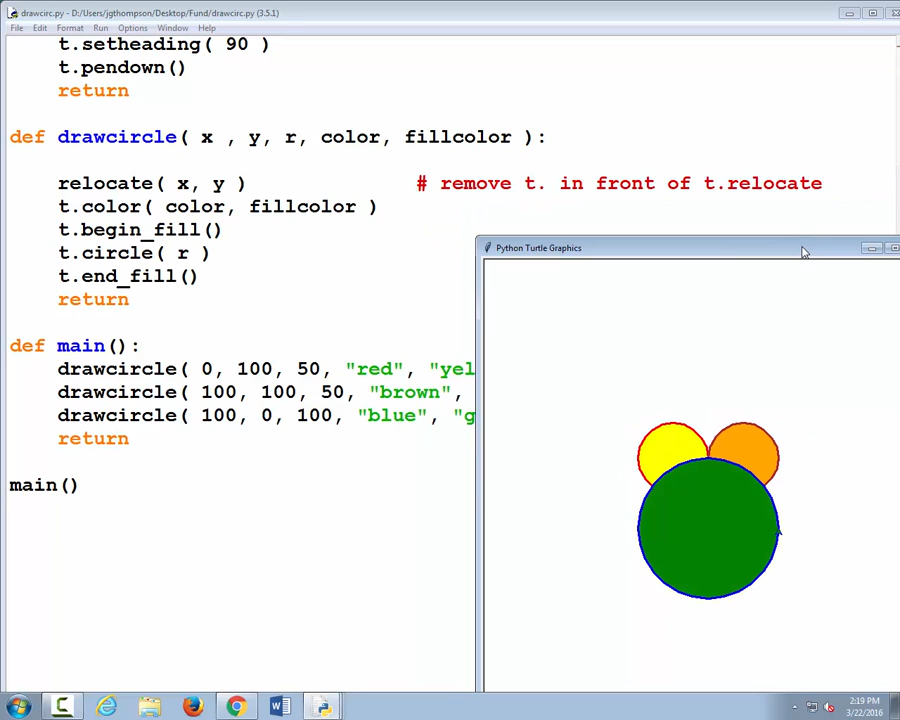 drawcirc.py - D:/Users/jgthompson/Desktop/Fund/drawcirc.py (3.5.1)
File Edit Format Run Options Window Help
t.setheading( 90 )
t.pendown()
return
def drawcircle( x , y, r, color, fillcolor ):
relocate( x, y ) # remove t. in front of t.relocate
t.color( color, fillcolor )
t.begin_fill()
t.circle( r )
t.end_fill()
return
Python Turtle Graphics
def main():
drawcircle( 0, 100, 50, "red", "yel
drawcircle( 100, 100, 50, "brown",
drawcircle( 100, 0, 100, "blue", "g
return
main()
2:19 PM
3/22/2016